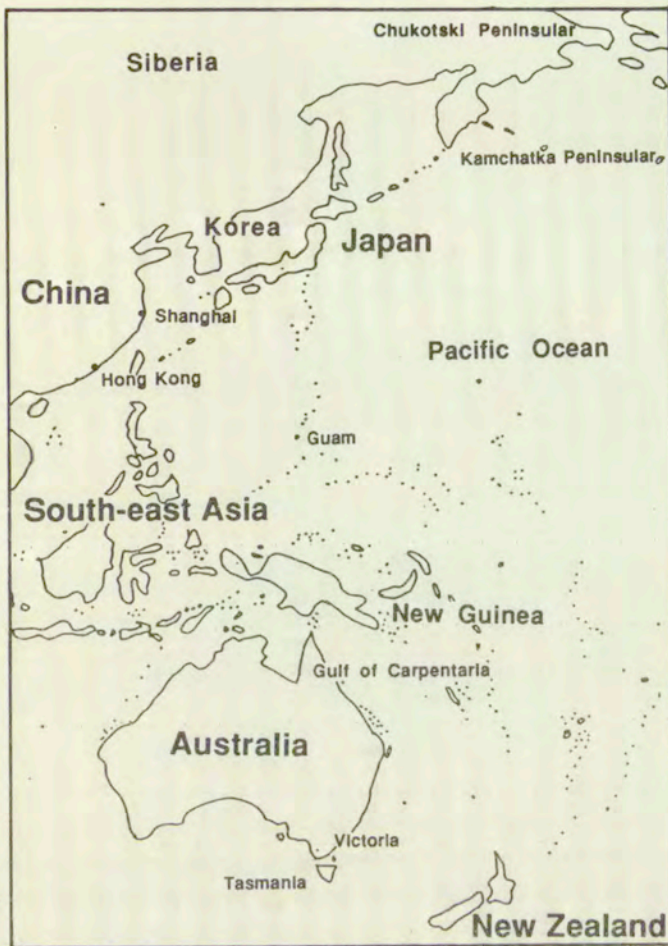 Chukotski Peninsular
Siberia
Kamchatka Peninsular
Korea
Japan
China
Shanghai
Pacific Ocean
Hong Kong
Guam
South-east Asia
New Guinea
Gulf of Carpentaria
Australia
Victoria
Tasmania
New Zealand